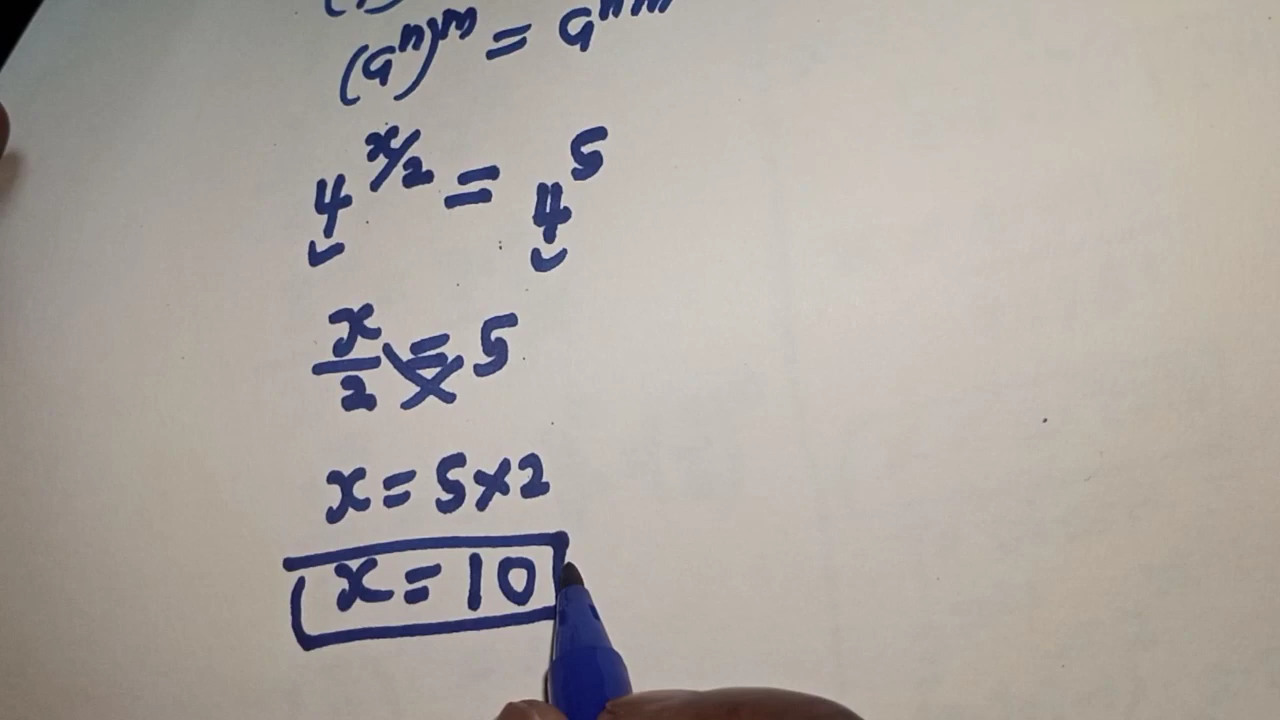 (a^n)^m = a^nm
4^x/2 = 4^5
x/2 = 5
x = 5×2
x = 10